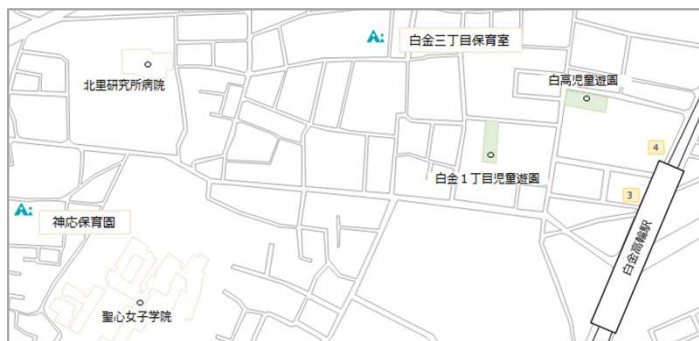 A:
白金三丁目保育室
北里研究所病院
白高児童遊園
4
白金1丁目児童遊園
3
A:
神応保育園
白金高輪駅
聖心女子学院